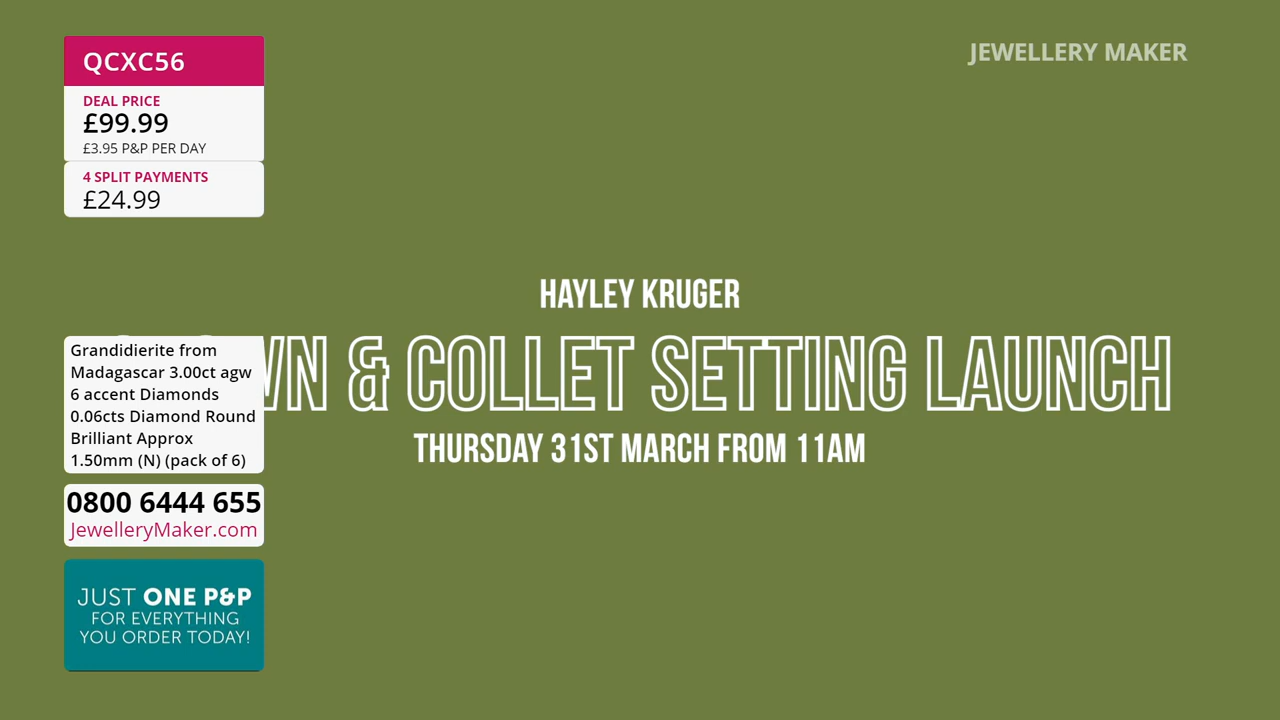 QCXC56
DEAL PRICE
£99.99
£3.95 P&P PER DAY
4 SPLIT PAYMENTS
£24.99
JEWELLERY MAKER
HAYLEY KRUGER
& COLLET SETTING LAUNCH
THURSDAY 31ST MARCH FROM 11AM
Grandidierite from
Madagascar 3.00ct agw
6 accent Diamonds
0.06cts Diamond Round
Brilliant Approx
1.50mm (N) (pack of 6)
0800 6444 655
JewelleryMaker.com
JUST ONE P&P
FOR EVERYTHING
YOU ORDER TODAY!